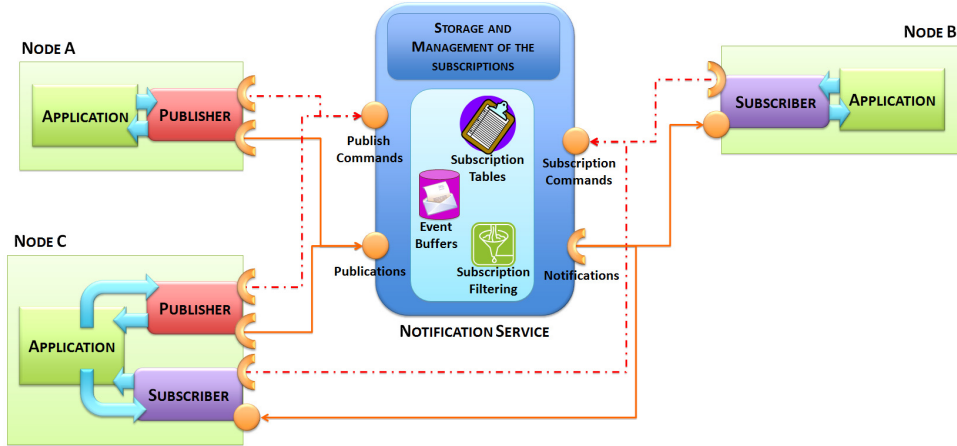 NODE A
APPLICATION
PUBLISHER
STORAGE AND
MANAGEMENT OF THE
SUBSCRIPTIONS
Publish
Commands
Subscription
Tables
Event
Buffers
Subscription
Filtering
Publications
Subscription
Commands
Notifications
NOTIFICATION SERVICE
NODE B
SUBSCRIBER
APPLICATION
NODE C
PUBLISHER
APPLICATION
SUBSCRIBER